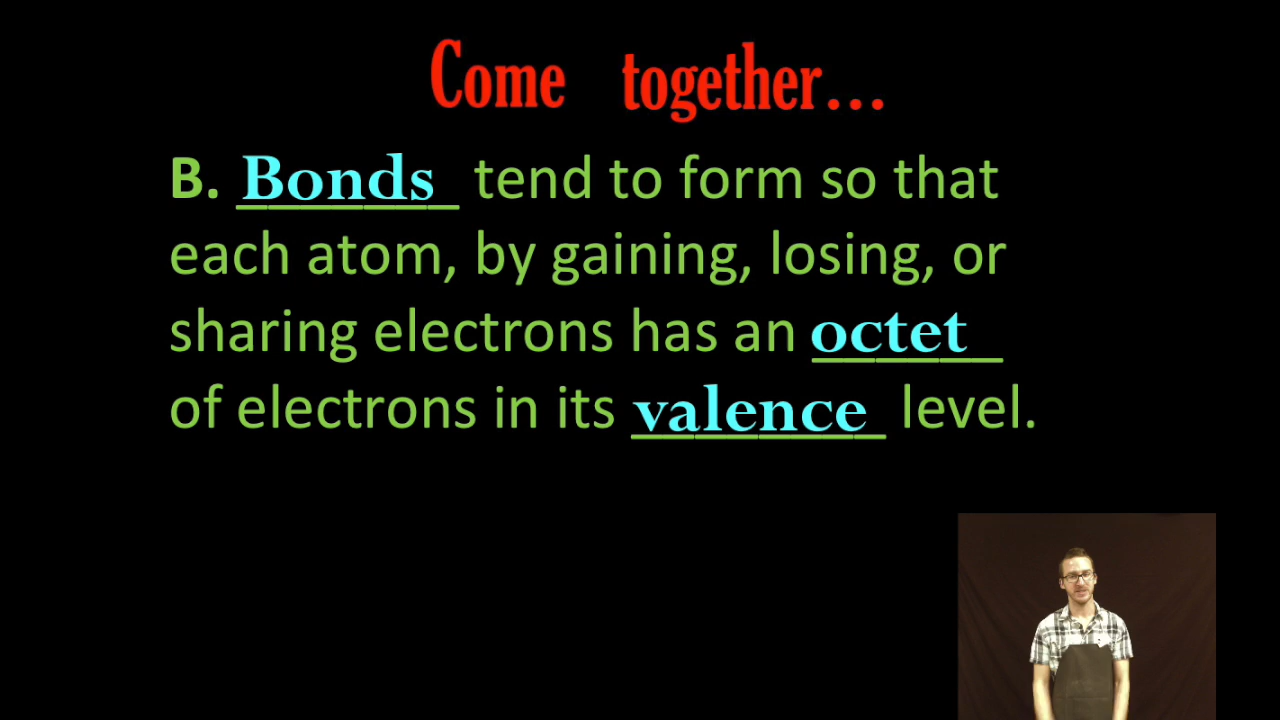 Come together...
B. Bonds tend to form so that
each atom, by gaining, losing, or
sharing electrons has an octet
of electrons in its valence level.